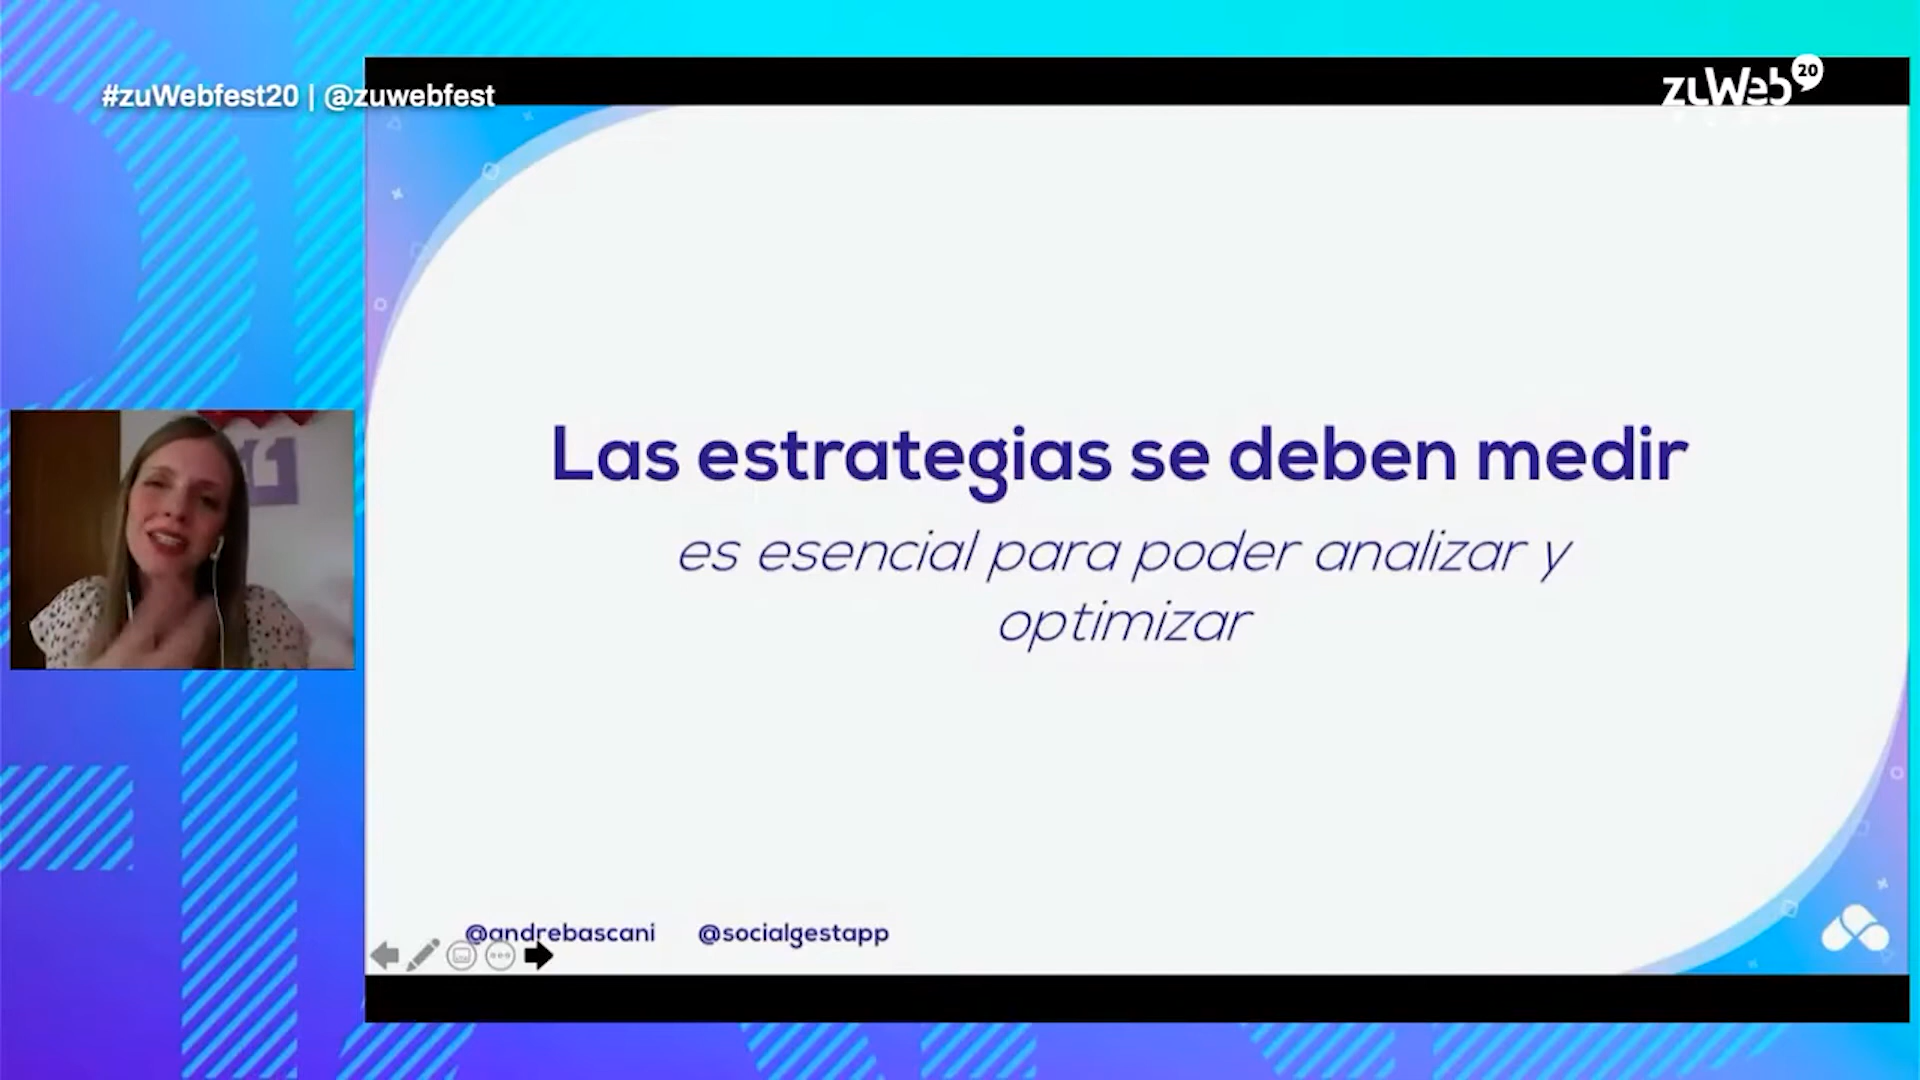 #zuWebfest20 | @zuwebfest
zuWeb 20
Las estrategias se deben medir
es esencial para poder analizar y
optimizar
@andrebascani @socialgestapp